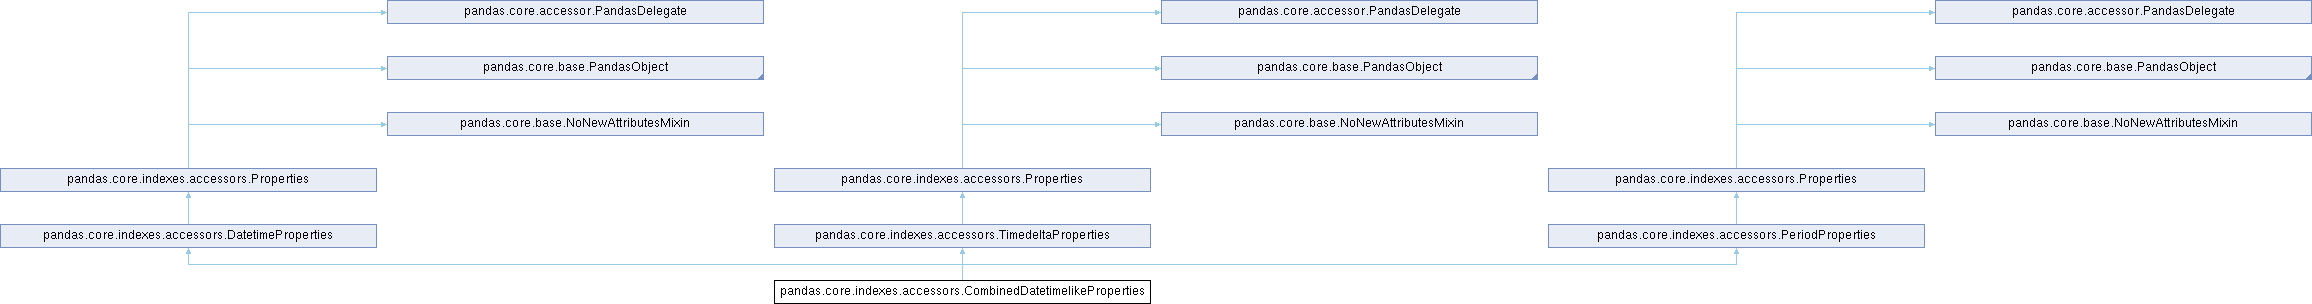 pandas.core.accessor.PandasDelegate
pandas.core.accessor.PandasDelegate
pandas.core.accessor.PandasDelegate
pandas.core.base.PandasObject
pandas.core.base.PandasObject
pandas.core.base.PandasObject
pandas.core.base.NoNewAttributesMixin
pandas.core.base.NoNewAttributesMixin
pandas.core.base.NoNewAttributesMixin
pandas.core.indexes.accessors.Properties
pandas.core.indexes.accessors.Properties
pandas.core.indexes.accessors.Properties
pandas.core.indexes.accessors.DatetimeProperties
pandas.core.indexes.accessors.TimedeltaProperties
pandas.core.indexes.accessors.PeriodProperties
pandas.core.indexes.accessors.CombinedDatetimelikeProperties